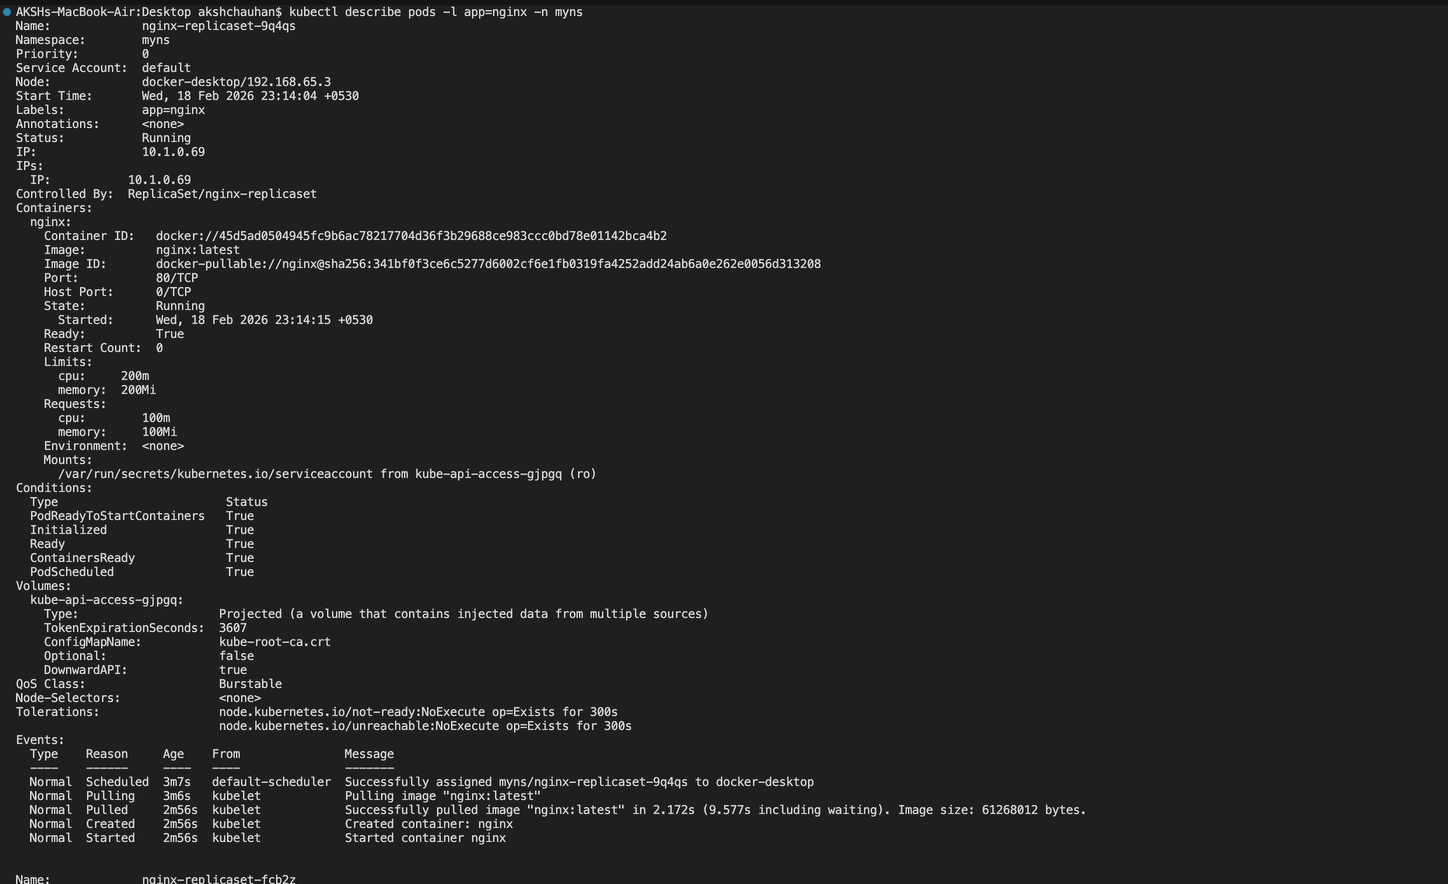 AKSHs-MacBook-Air:Desktop akshchauhan$ kubectl describe pods -l app=nginx -n myns
Name:             nginx-replicaset-9q4qs
Namespace:        myns
Priority:         0
Service Account:  default
Node:             docker-desktop/192.168.65.3
Start Time:       Wed, 18 Feb 2026 23:14:04 +0530
Labels:           app=nginx
Annotations:      <none>
Status:           Running
IP:               10.1.0.69
IPs:
  IP:           10.1.0.69
Controlled By:  ReplicaSet/nginx-replicaset
Containers:
  nginx:
    Container ID:   docker://45d5ad0504945fc9b6ac78217704d36f3b29688ce983ccc0bd78e01142bca4b2
    Image:          nginx:latest
    Image ID:       docker-pullable://nginx@sha256:341bf0f3ce6c5277d6002cf6e1fb0319fa4252add24ab6a0e262e0056d313208
    Port:           80/TCP
    Host Port:      0/TCP
    State:          Running
      Started:      Wed, 18 Feb 2026 23:14:15 +0530
    Ready:          True
    Restart Count:  0
    Limits:
      cpu:     200m
      memory:  200Mi
    Requests:
      cpu:        100m
      memory:     100Mi
    Environment:  <none>
    Mounts:
      /var/run/secrets/kubernetes.io/serviceaccount from kube-api-access-gjpgq (ro)
Conditions:
  Type                        Status
  PodReadyToStartContainers   True
  Initialized                 True
  Ready                       True
  ContainersReady             True
  PodScheduled                True
Volumes:
  kube-api-access-gjpgq:
    Type:                    Projected (a volume that contains injected data from multiple sources)
    TokenExpirationSeconds:  3607
    ConfigMapName:           kube-root-ca.crt
    Optional:                false
    DownwardAPI:             true
QoS Class:                   Burstable
Node-Selectors:              <none>
Tolerations:                 node.kubernetes.io/not-ready:NoExecute op=Exists for 300s
                             node.kubernetes.io/unreachable:NoExecute op=Exists for 300s
Events:
  Type    Reason     Age    From               Message
  ----    ------     ----   ----               -------
  Normal  Scheduled  3m7s   default-scheduler  Successfully assigned myns/nginx-replicaset-9q4qs to docker-desktop
  Normal  Pulling    3m6s   kubelet            Pulling image "nginx:latest"
  Normal  Pulled     2m56s  kubelet            Successfully pulled image "nginx:latest" in 2.172s (9.577s including waiting). Image size: 61268012 bytes.
  Normal  Created    2m56s  kubelet            Created container: nginx
  Normal  Started    2m56s  kubelet            Started container nginx
Name:             nginx-replicaset-fcb2z